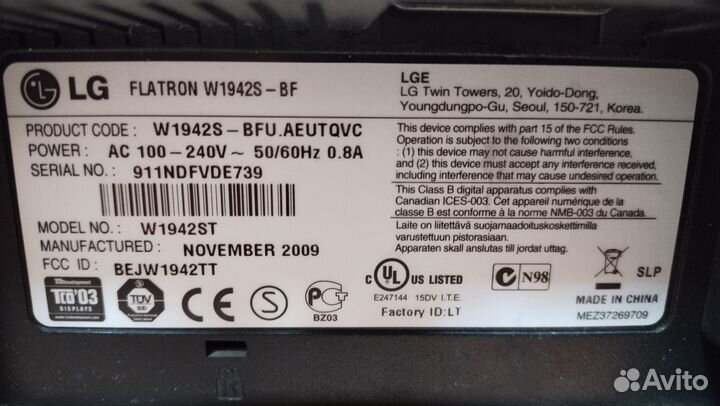 LG FLATRON W1942S-BF
PRODUCT CODE: W1942S-BFU.AEUTQVC
POWER: AC 100-240V~ 50/60Hz 0.8A
SERIAL NO.: 911NDFVDE739
MODEL NO.: W1942ST
MANUFACTURED: NOVEMBER 2009
FCC ID: BEJW1942TT
LGE
LG Twin Towers, 20, Yoido-Dong,
Youngdungpo-Gu, Seoul, 150-721, Korea.
This device complies with part 15 of the FCC Rules.
Operation is subject to the following two conditions
: (1) this device may not cause harmful interference,
and (2) this device must accept any interference received,
including interference that may cause undesired operation.
This Class B digital apparatus complies with
Canadian ICES-003. Cet appareil numérique de la
classe B est conforme à la norme NMB-003 du Canada.
Laite on liitettävä suojamaadoituskoskettimilla
varustettuun pistorasiaan.
Apparaten skall anslutas till jordat uttag.
TCO'03
DISPLAYS
TÜV
CE
S
PG
BZ03
c UL US LISTED
E247144 15DV I.T.E.
Factory ID:LT
N98
SLP
MADE IN CHINA
MEZ37269709
K
Avito